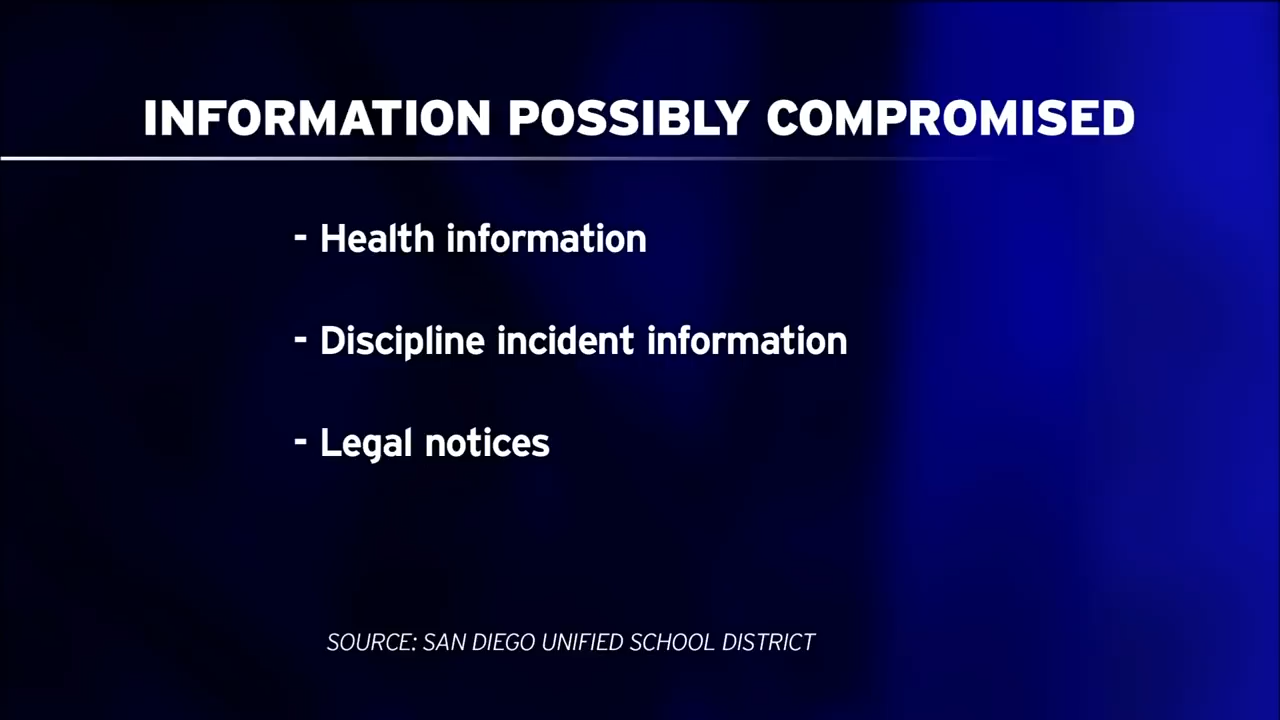 INFORMATION POSSIBLY COMPROMISED
- Health information
- Discipline incident information
- Legal notices
SOURCE: SAN DIEGO UNIFIED SCHOOL DISTRICT